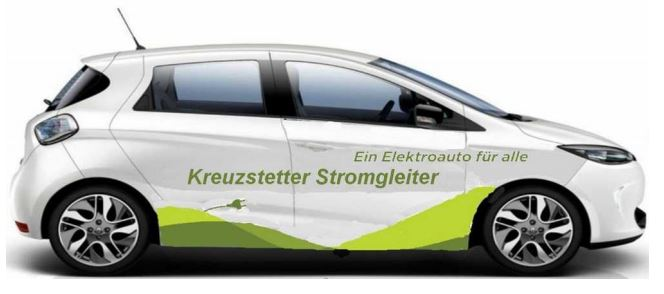 Ein Elektroauto für alle
Kreuzstetter Stromgleiter